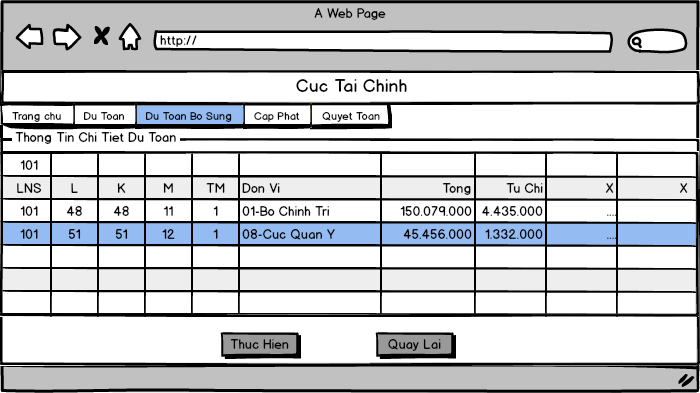 A Web Page
http://
Cuc Tai Chinh
Trang chu Du Toan Du Toan Bo Sung Cap Phat Quyet Toan
Thong Tin Chi Tiet Du Toan
101
LNS L K M TM Don Vi Tong Tu Chi X X
101 48 48 11 1 01-Bo Chinh Tri 150.079.000 4.435.000 ....
101 51 51 12 1 08-Cuc Quan Y 45.456.000 1.332.000 ....
Thuc Hien Quay Lai